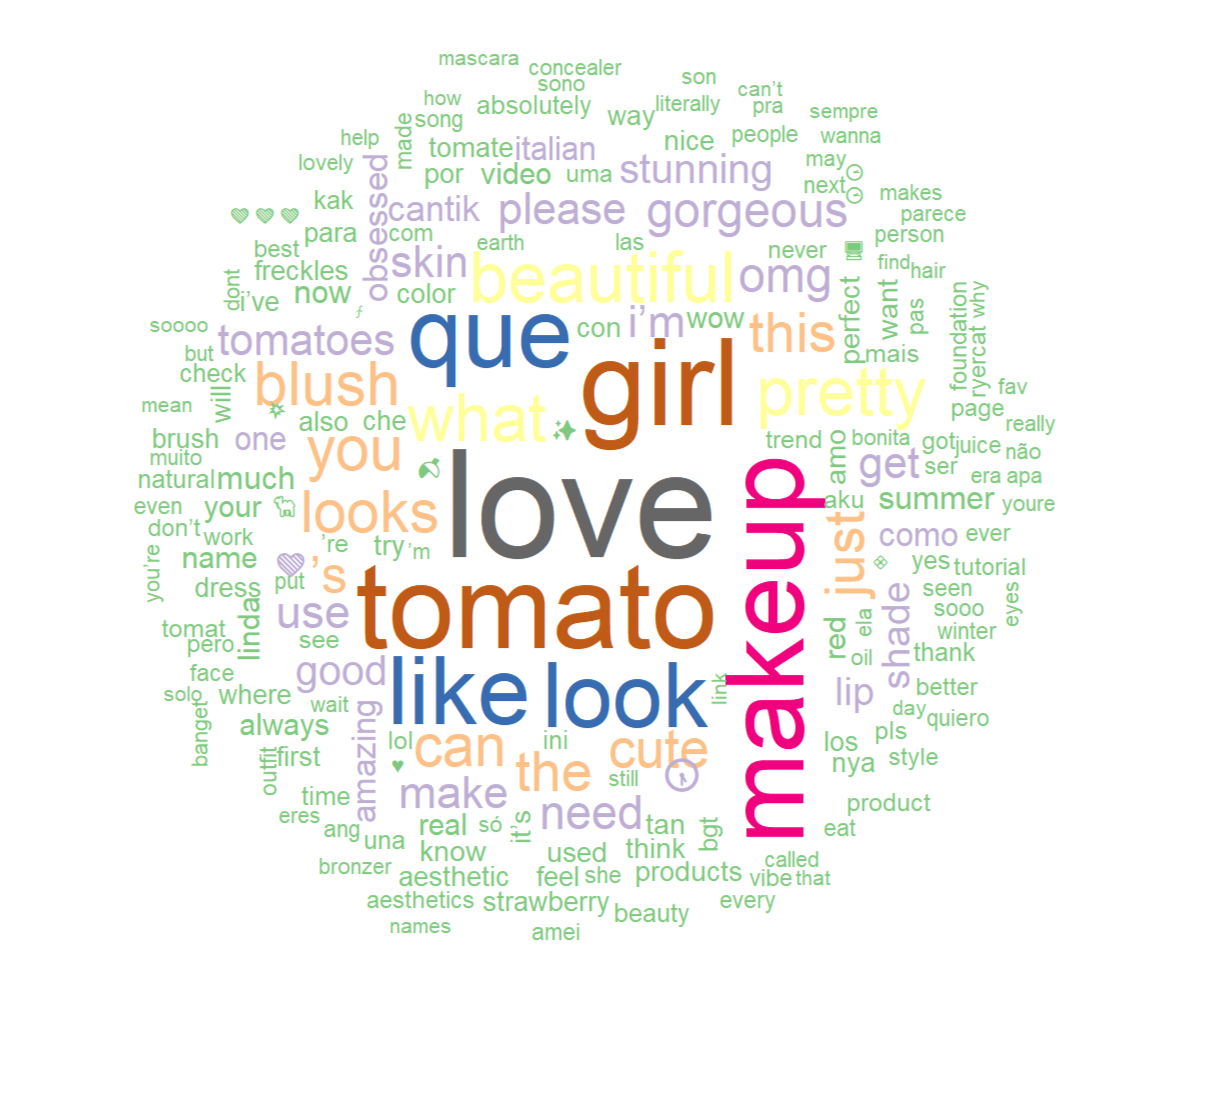 mascara
concealer
sono
son
can't
how
absolutely
literally
pra
song
way
sempre
help
made
tomate
italian
nice
people
wanna
lovely
obsessed
por
video
uma
stunning
may
next
makes
kak
cantik
please
gorgeous
parece
♥ ♥ ♥
para
com
earth
las
never
person
best
skin
beautiful
omg
find
hair
freckles
dont
i've
now
color
perfect
want
pas
foundation
why
ryercat
soooo
tomatoes
que
con
i'm
wow
this
but
mais
check
blush
girl
pretty
fav
mean
will
also
che
what
page
really
brush
one
you
trend
amo
bonita
got
juice
não
muito
natural
much
get
ser
era
apa
even
your
looks
love
makeup
aku
summer
youre
don't
work
're
try
'm
just
como
ever
name
's
yes
tutorial
you're
dress
put
tomato
seen
eyes
tomat
linda
use
red
ela
shade
sooo
winter
pero
see
oil
thank
face
good
like
look
link
lip
better
solo
where
wait
day
quiero
banget
always
amazing
lol
can
ini
cute
los
pls
outfit
first
♥
the
still
nya
style
time
make
need
product
eres
ang
real
só
it's
tan
bgt
eat
una
know
used
think
called
bronzer
aesthetic
feel
she
products
vibe
that
aesthetics
strawberry
beauty
every
names
amei